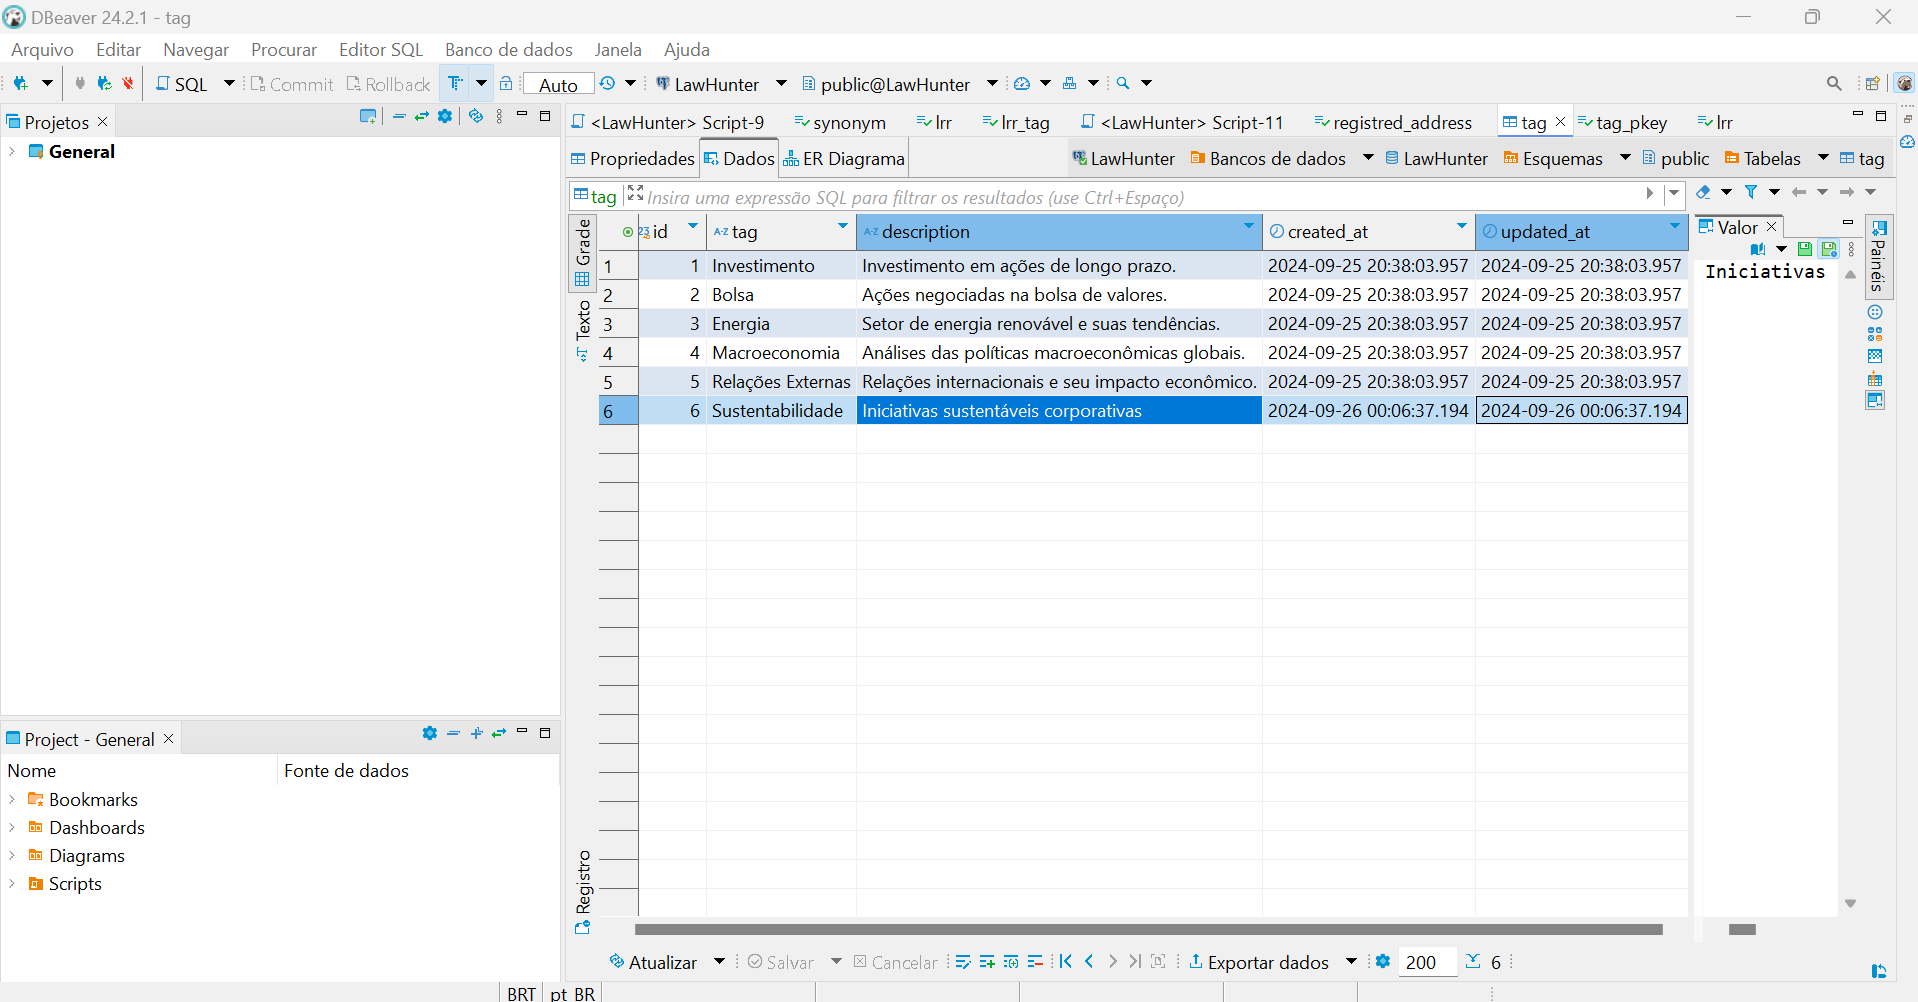 DBeaver 24.2.1 - tag
Arquivo Editar Navegar Procurar Editor SQL Banco de dados Janela Ajuda
SQL Commit Rollback Auto LawHunter public@LawHunter
Projetos
General
<LawHunter> Script-9 synonym lrr lrr_tag <LawHunter> Script-11 registred_address tag tag_pkey lrr
Propriedades Dados ER Diagrama LawHunter Bancos de dados LawHunter Esquemas public Tabelas tag
tag Insira uma expressão SQL para filtrar os resultados (use Ctrl+Espaço)
Grade
Texto
Registro
123 id A-Z tag A-Z description created_at updated_at
1 1 Investimento Investimento em ações de longo prazo. 2024-09-25 20:38:03.957 2024-09-25 20:38:03.957
2 2 Bolsa Ações negociadas na bolsa de valores. 2024-09-25 20:38:03.957 2024-09-25 20:38:03.957
3 3 Energia Setor de energia renovável e suas tendências. 2024-09-25 20:38:03.957 2024-09-25 20:38:03.957
4 4 Macroeconomia Análises das políticas macroeconômicas globais. 2024-09-25 20:38:03.957 2024-09-25 20:38:03.957
5 5 Relações Externas Relações internacionais e seu impacto econômico. 2024-09-25 20:38:03.957 2024-09-25 20:38:03.957
6 6 Sustentabilidade Iniciativas sustentáveis corporativas 2024-09-26 00:06:37.194 2024-09-26 00:06:37.194
Valor
Iniciativas
Painéis
Project - General
Nome Fonte de dados
Bookmarks
Dashboards
Diagrams
Scripts
Atualizar Salvar Cancelar Exportar dados 200 6
BRT pt_BR